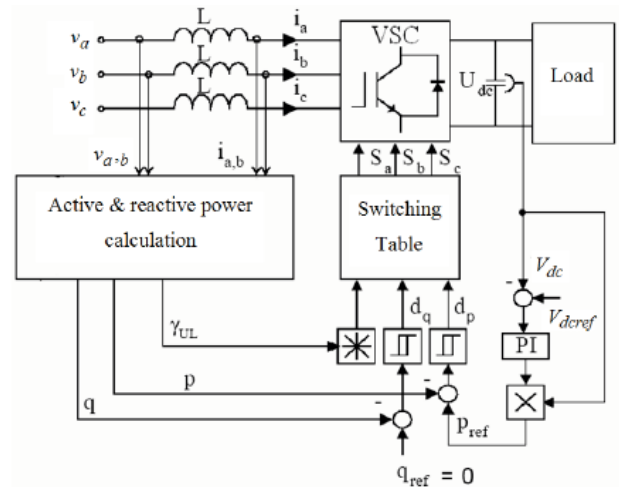 L
v_a
i_a
VSC
L
v_b
i_b
U_dc
Load
L
v_c
i_c
v_a,b
i_a,b
S_a S_b S_c
Active & reactive power
calculation
Switching
Table
V_dc
-
V_dcref
γ_UL
d_q
d_p
PI
p
-
q
-
p_ref
q_ref = 0